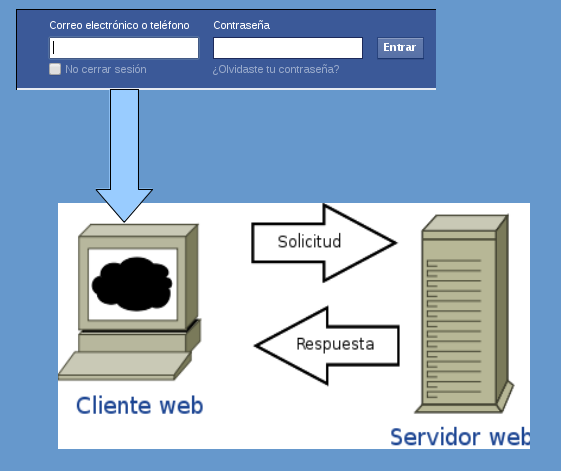 Correo electrónico o teléfono Contraseña
Entrar
No cerrar sesión ¿Olvidaste tu contraseña?
Solicitud
Respuesta
Cliente web
Servidor web